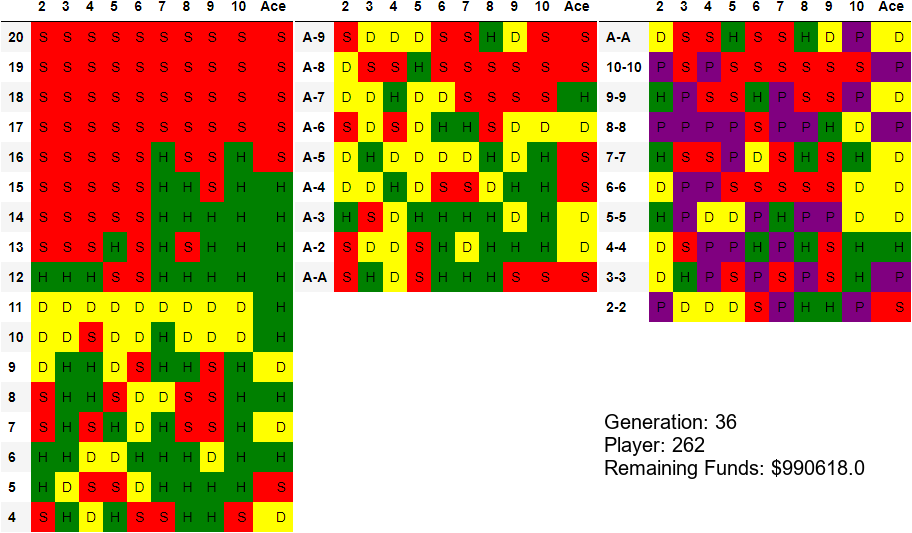 2 3 4 5 6 7 8 9 10 Ace
20 S S S S S S S S S S
19 S S S S S S S S S S
18 S S S S S S S S S S
17 S S S S S S S S S S
16 S S S S S H S S H S
15 S S S S S H H S H H
14 S S S S S H H H H H
13 S S S H S H S H H H
12 H H H S S H H H H H
11 D D D D D D D D D H
10 D D S D D H D D D H
9 D H H D S H H S H D
8 S H H S D D S S H H
7 S H S H D H S S H D
6 H H D D H H H D H H
5 H D S S D H H H H S
4 S H D H S S H H S D
2 3 4 5 6 7 8 9 10 Ace
A-9 S D D D S S H D S S
A-8 D S S H S S S S S S
A-7 D D H D D S S S S H
A-6 S D S D H H S D D D
A-5 D H D D D D H D H S
A-4 D D H D S S D H H S
A-3 H S D H H H H D H D
A-2 S D D S H D H H H D
A-A S H D S H H H S S S
2 3 4 5 6 7 8 9 10 Ace
A-A D S S H S S H D P D
10-10 P S P S S S S S S P
9-9 H P S S H P S S P D
8-8 P P P P S P P H D P
7-7 H S S P D S H S H D
6-6 D P P S S S S S D D
5-5 H P D D P H P P D D
4-4 D S P P H P H S H H
3-3 D H P S P S P S H P
2-2 P D D D S P H H P S
Generation: 36
Player: 262
Remaining Funds: $990618.0